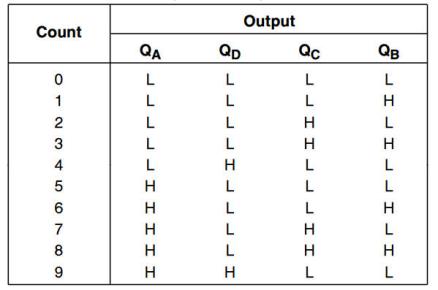 Count Output
Q_A Q_D Q_C Q_B
0 L L L L
1 L L L H
2 L L H L
3 L L H H
4 L H L L
5 H L L L
6 H L L H
7 H L H L
8 H L H H
9 H H L L